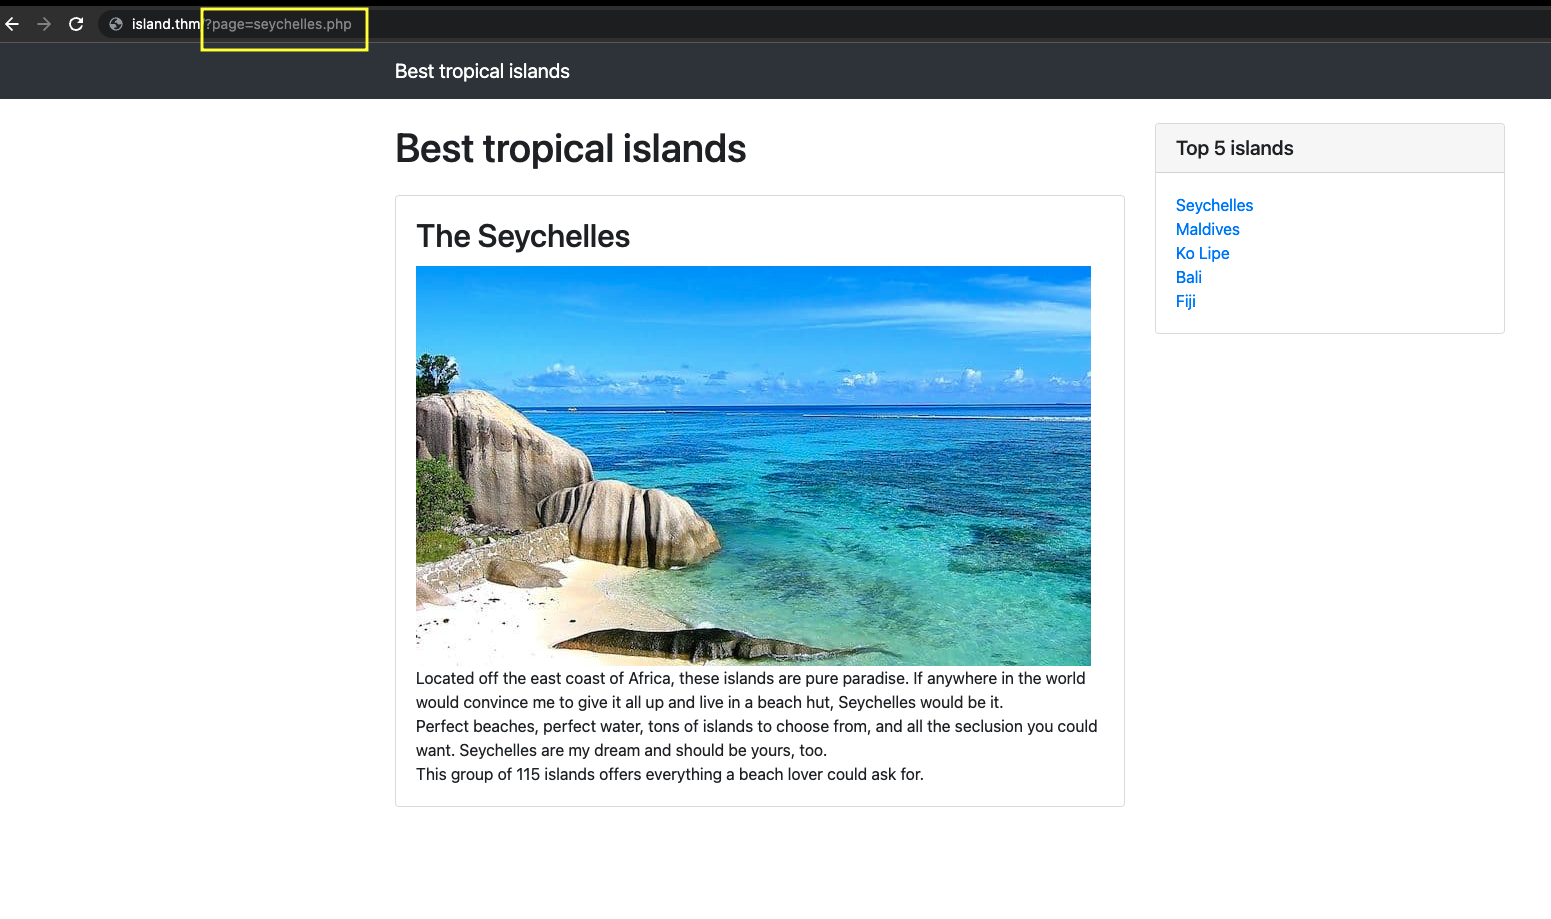 island.thm/?page=seychelles.php
Best tropical islands
Best tropical islands
The Seychelles
Located off the east coast of Africa, these islands are pure paradise. If anywhere in the world
would convince me to give it all up and live in a beach hut, Seychelles would be it.
Perfect beaches, perfect water, tons of islands to choose from, and all the seclusion you could
want. Seychelles are my dream and should be yours, too.
This group of 115 islands offers everything a beach lover could ask for.
Top 5 islands
Seychelles
Maldives
Ko Lipe
Bali
Fiji